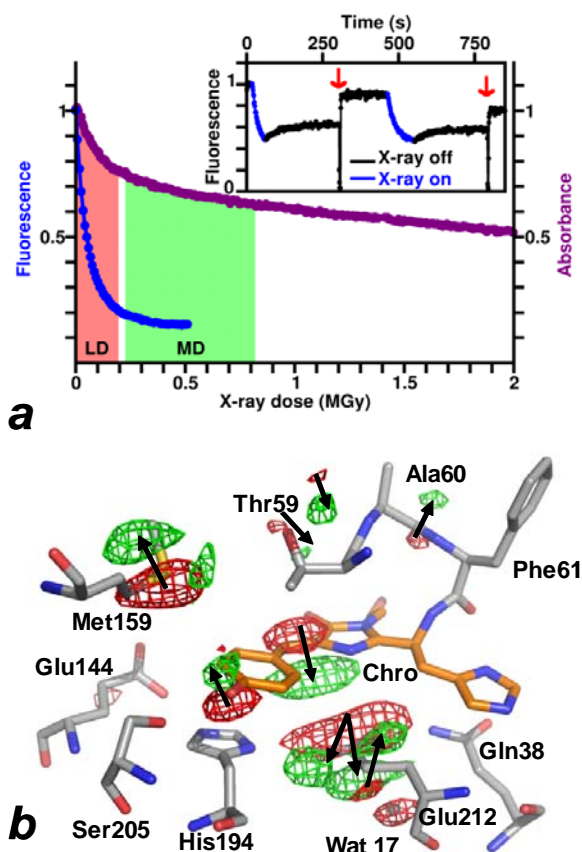 a
Time (s)
0 250 500 750
Fluorescence
1
0
X-ray off
X-ray on
Fluorescence
1
0.5
Absorbance
1
0.5
LD
MD
0 0.5 1 1.5 2
X-ray dose (MGy)
b
Ala60
Thr59
Phe61
Met159
Glu144
Chro
Gln38
Glu212
Ser205
His194
Wat 17